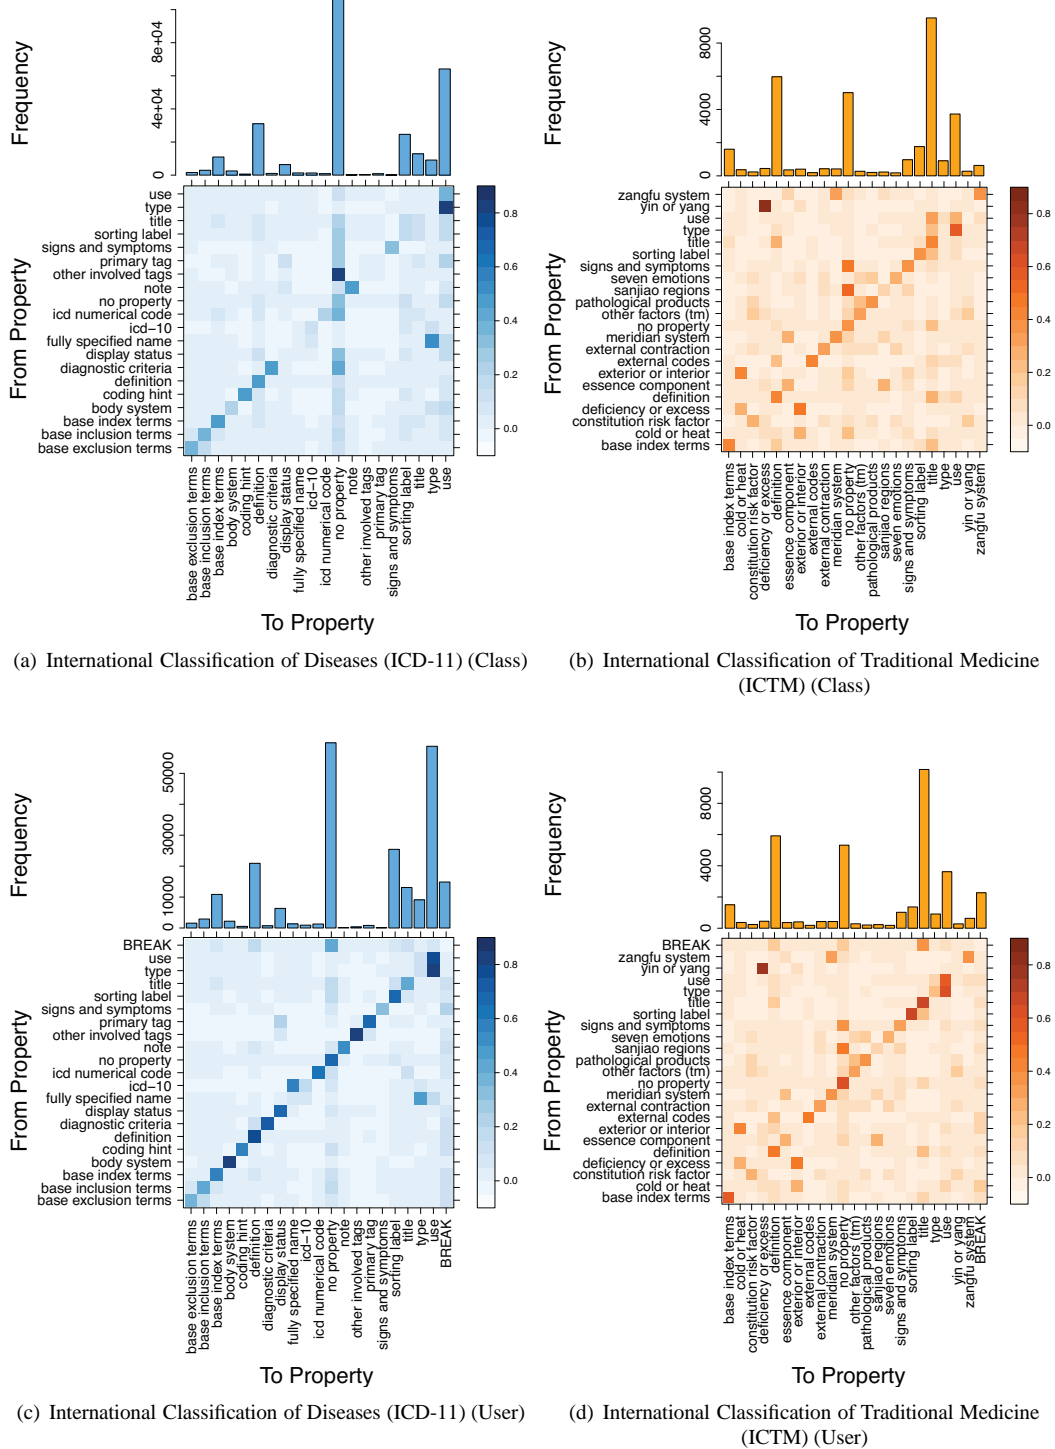 Frequency
0
4e+04
8e+04
From Property
use
type
title
sorting label
signs and symptoms
primary tag
other involved tags
note
no property
icd numerical code
icd−10
fully specified name
display status
diagnostic criteria
definition
coding hint
body system
base index terms
base inclusion terms
base exclusion terms
0.8
0.6
0.4
0.2
0.0
base exclusion terms
base inclusion terms
base index terms
body system
coding hint
definition
diagnostic criteria
display status
fully specified name
icd−10
icd numerical code
no property
note
other involved tags
primary tag
signs and symptoms
sorting label
title
type
use
To Property
(a) International Classification of Diseases (ICD-11) (Class)
Frequency
0
4000
8000
From Property
zangfu system
yin or yang
use
type
title
sorting label
signs and symptoms
seven emotions
sanjiao regions
pathological products
other factors (tm)
no property
meridian system
external contraction
external codes
exterior or interior
essence component
definition
deficiency or excess
constitution risk factor
cold or heat
base index terms
0.8
0.6
0.4
0.2
0.0
base index terms
cold or heat
constitution risk factor
deficiency or excess
definition
essence component
exterior or interior
external codes
external contraction
meridian system
no property
other factors (tm)
pathological products
sanjiao regions
seven emotions
signs and symptoms
sorting label
title
type
use
yin or yang
zangfu system
To Property
(b) International Classification of Traditional Medicine
(ICTM) (Class)
Frequency
0
10000
30000
50000
From Property
BREAK
use
type
title
sorting label
signs and symptoms
primary tag
other involved tags
note
no property
icd numerical code
icd−10
fully specified name
display status
diagnostic criteria
definition
coding hint
body system
base index terms
base inclusion terms
base exclusion terms
0.8
0.6
0.4
0.2
0.0
base exclusion terms
base inclusion terms
base index terms
body system
coding hint
definition
diagnostic criteria
display status
fully specified name
icd−10
icd numerical code
no property
note
other involved tags
primary tag
signs and symptoms
sorting label
title
type
use
BREAK
To Property
(c) International Classification of Diseases (ICD-11) (User)
Frequency
0
4000
8000
From Property
BREAK
zangfu system
yin or yang
use
type
title
sorting label
signs and symptoms
seven emotions
sanjiao regions
pathological products
other factors (tm)
no property
meridian system
external contraction
external codes
exterior or interior
essence component
definition
deficiency or excess
constitution risk factor
cold or heat
base index terms
0.8
0.6
0.4
0.2
0.0
base index terms
cold or heat
constitution risk factor
deficiency or excess
definition
essence component
exterior or interior
external codes
external contraction
meridian system
no property
other factors (tm)
pathological products
sanjiao regions
seven emotions
signs and symptoms
sorting label
title
type
use
yin or yang
zangfu system
BREAK
To Property
(d) International Classification of Traditional Medicine
(ICTM) (User)